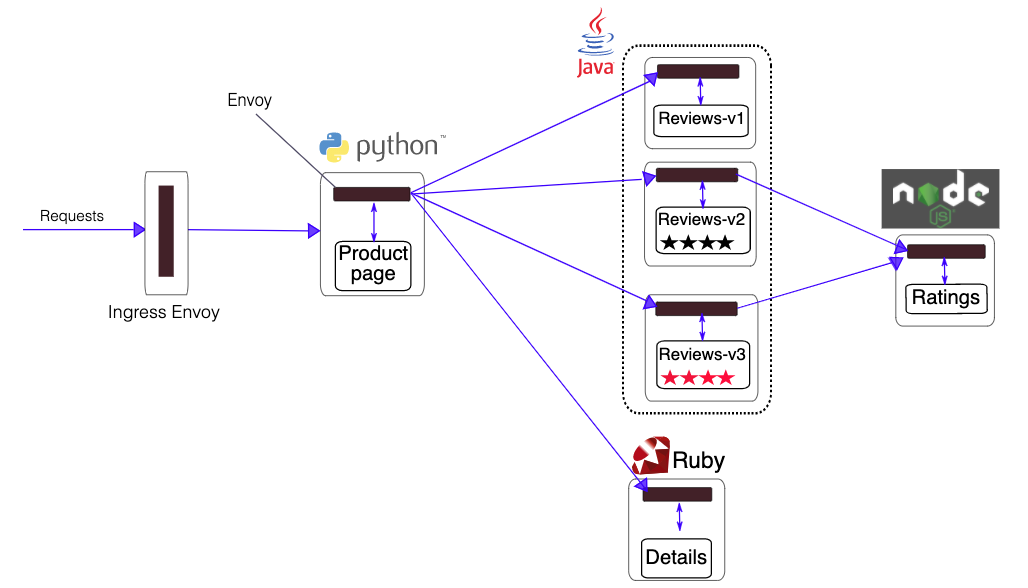 Java
Envoy
python™
Reviews-v1
Requests
Reviews-v2
node
JS
Product
page
Ratings
Ingress Envoy
Reviews-v3
Ruby
Details